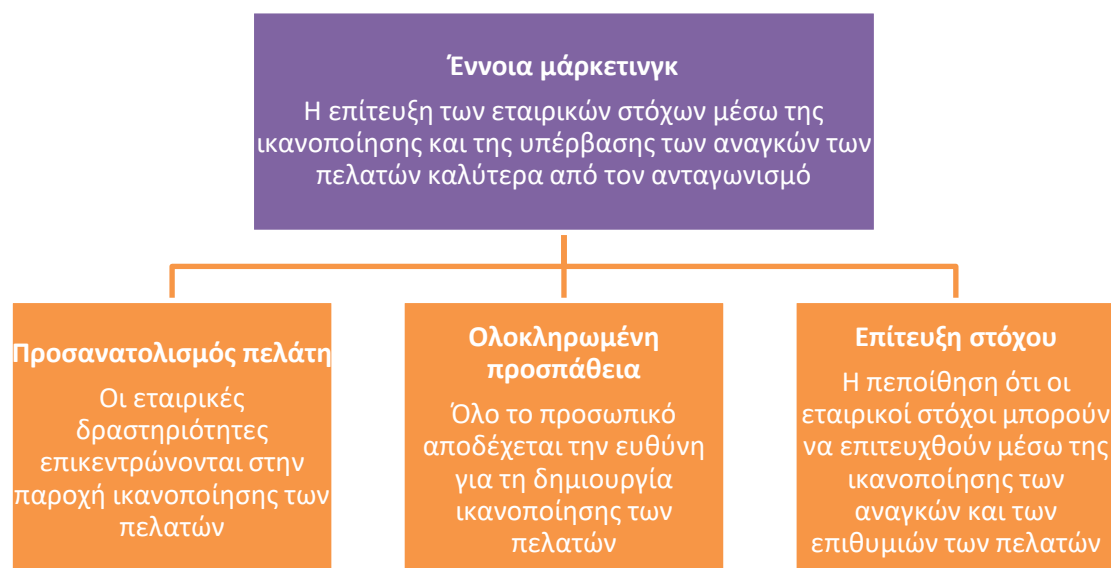 Έννοια μάρκετινγκ
Η επίτευξη των εταιρικών στόχων μέσω της
ικανοποίησης και της υπέρβασης των αναγκών των
πελατών καλύτερα από τον ανταγωνισμό
Προσανατολισμός πελάτη
Οι εταιρικές
δραστηριότητες
επικεντρώνονται στην
παροχή ικανοποίησης των
πελατών
Ολοκληρωμένη
προσπάθεια
Όλο το προσωπικό
αποδέχεται την ευθύνη
για τη δημιουργία
ικανοποίησης των
πελατών
Επίτευξη στόχου
Η πεποίθηση ότι οι
εταιρικοί στόχοι μπορούν
να επιτευχθούν μέσω της
ικανοποίησης των
αναγκών και των
επιθυμιών των πελατών